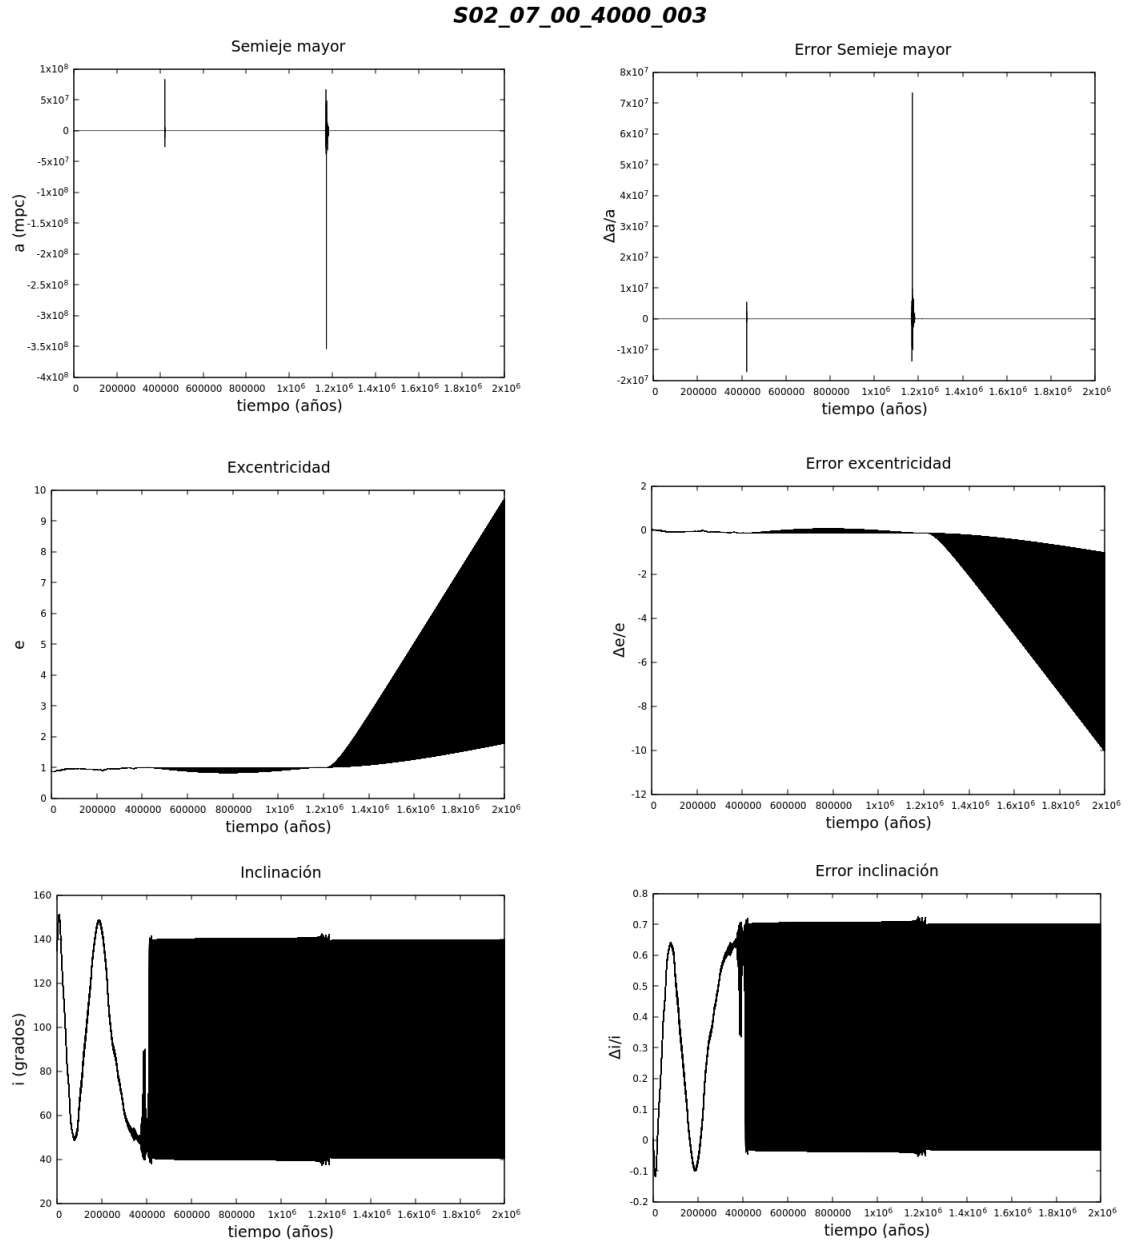 S02_07_00_4000_003
Semieje mayor
1x10⁸
5x10⁷
0
-5x10⁷
-1x10⁸
-1.5x10⁸
-2x10⁸
-2.5x10⁸
-3x10⁸
-3.5x10⁸
-4x10⁸
a (mpc)
0 200000 400000 600000 800000 1x10⁶ 1.2x10⁶ 1.4x10⁶ 1.6x10⁶ 1.8x10⁶ 2x10⁶
tiempo (años)
Error Semieje mayor
8x10⁷
7x10⁷
6x10⁷
5x10⁷
4x10⁷
3x10⁷
2x10⁷
1x10⁷
0
-1x10⁷
-2x10⁷
Δa/a
0 200000 400000 600000 800000 1x10⁶ 1.2x10⁶ 1.4x10⁶ 1.6x10⁶ 1.8x10⁶ 2x10⁶
tiempo (años)
Excentricidad
10
9
8
7
6
5
4
3
2
1
0
e
0 200000 400000 600000 800000 1x10⁶ 1.2x10⁶ 1.4x10⁶ 1.6x10⁶ 1.8x10⁶ 2x10⁶
tiempo (años)
Error excentricidad
2
0
-2
-4
-6
-8
-10
-12
Δe/e
0 200000 400000 600000 800000 1x10⁶ 1.2x10⁶ 1.4x10⁶ 1.6x10⁶ 1.8x10⁶ 2x10⁶
tiempo (años)
Inclinación
160
140
120
100
80
60
40
20
i (grados)
0 200000 400000 600000 800000 1x10⁶ 1.2x10⁶ 1.4x10⁶ 1.6x10⁶ 1.8x10⁶ 2x10⁶
tiempo (años)
Error inclinación
0.8
0.7
0.6
0.5
0.4
0.3
0.2
0.1
0
-0.1
-0.2
Δi/i
0 200000 400000 600000 800000 1x10⁶ 1.2x10⁶ 1.4x10⁶ 1.6x10⁶ 1.8x10⁶ 2x10⁶
tiempo (años)